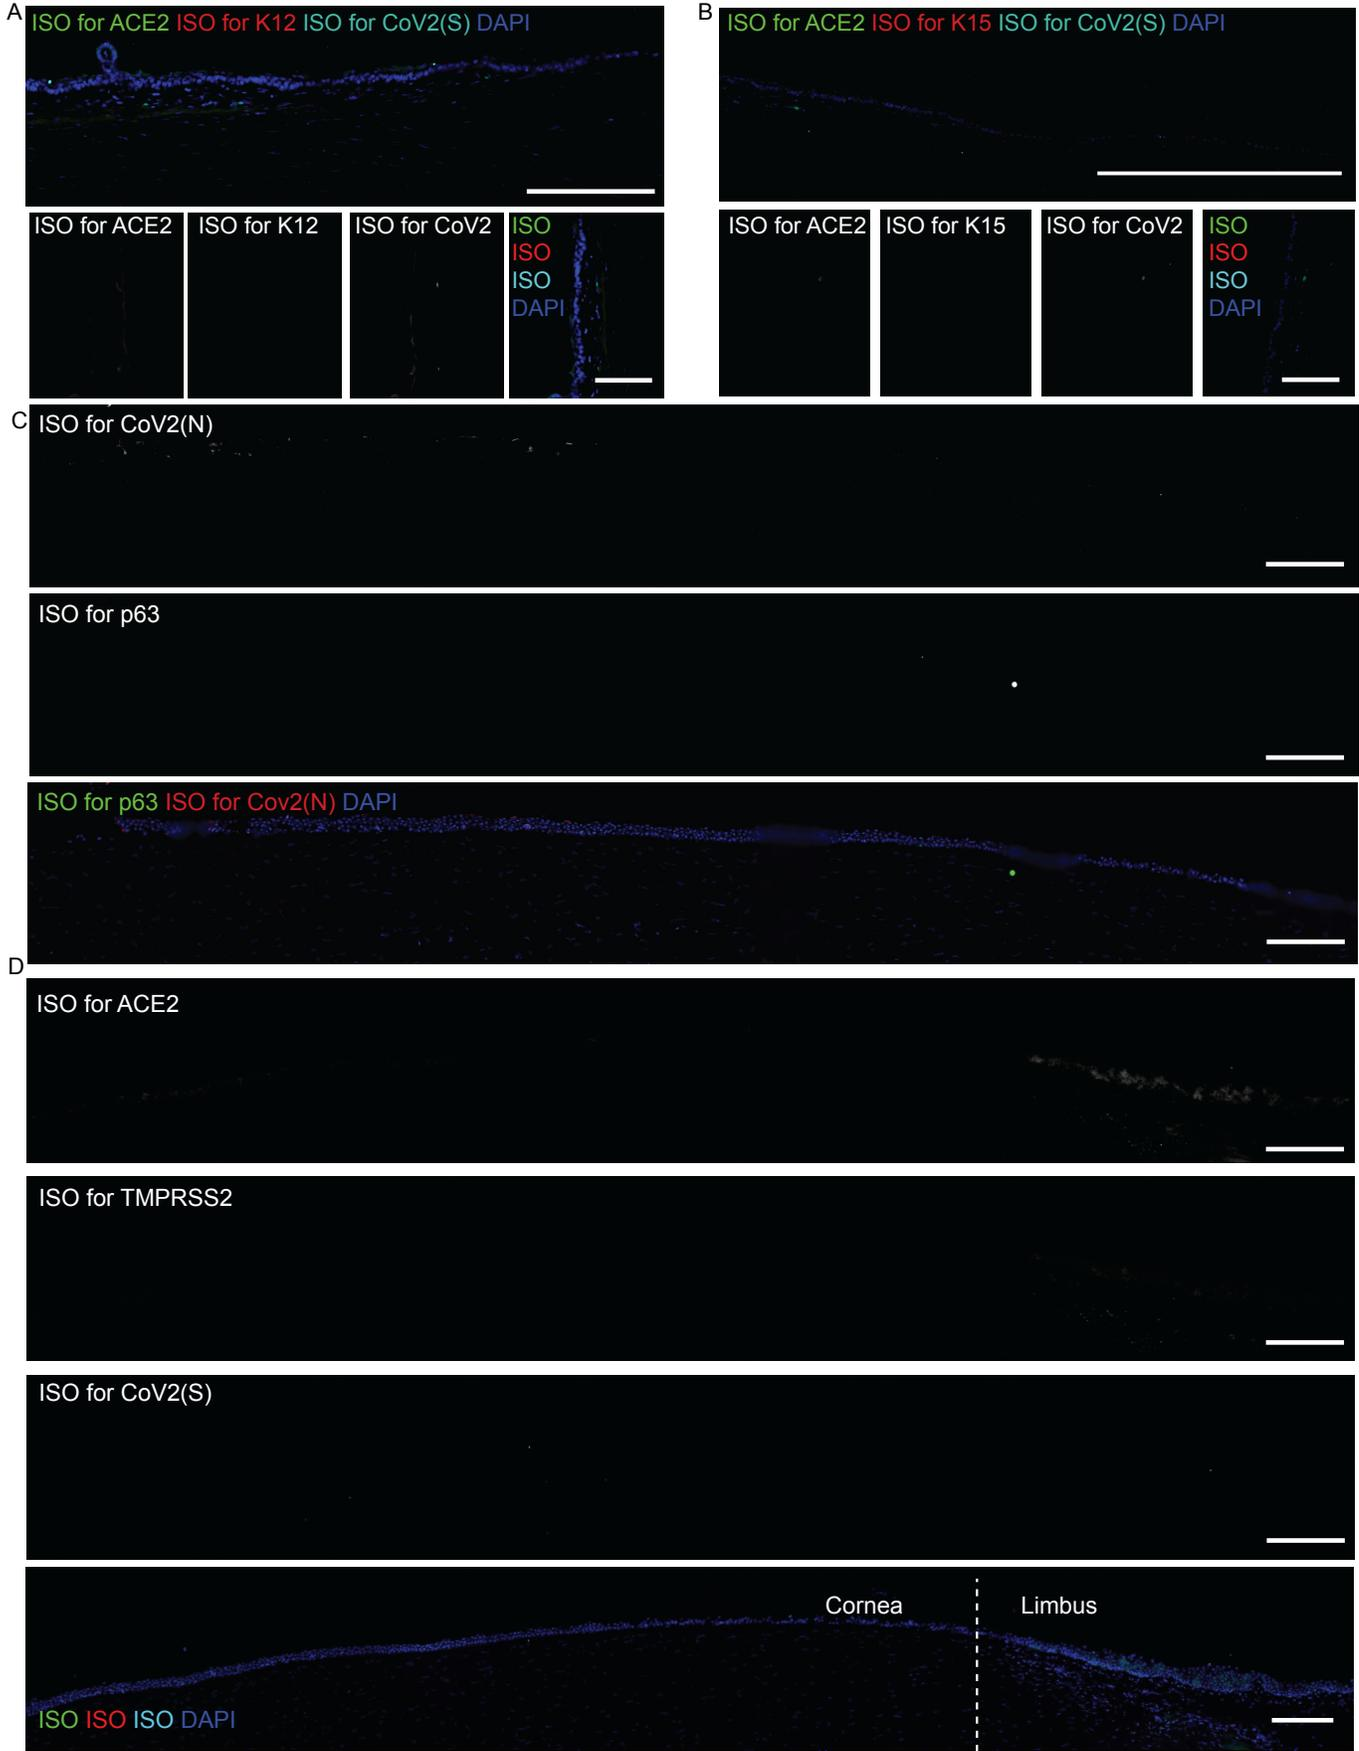 A
ISO for ACE2 ISO for K12 ISO for CoV2(S) DAPI
ISO for ACE2
ISO for K12
ISO for CoV2
ISO
ISO
ISO
DAPI
B
ISO for ACE2 ISO for K15 ISO for CoV2(S) DAPI
ISO for ACE2
ISO for K15
ISO for CoV2
ISO
ISO
ISO
DAPI
C
ISO for CoV2(N)
ISO for p63
ISO for p63 ISO for Cov2(N) DAPI
D
ISO for ACE2
ISO for TMPRSS2
ISO for CoV2(S)
Cornea
Limbus
ISO ISO ISO DAPI